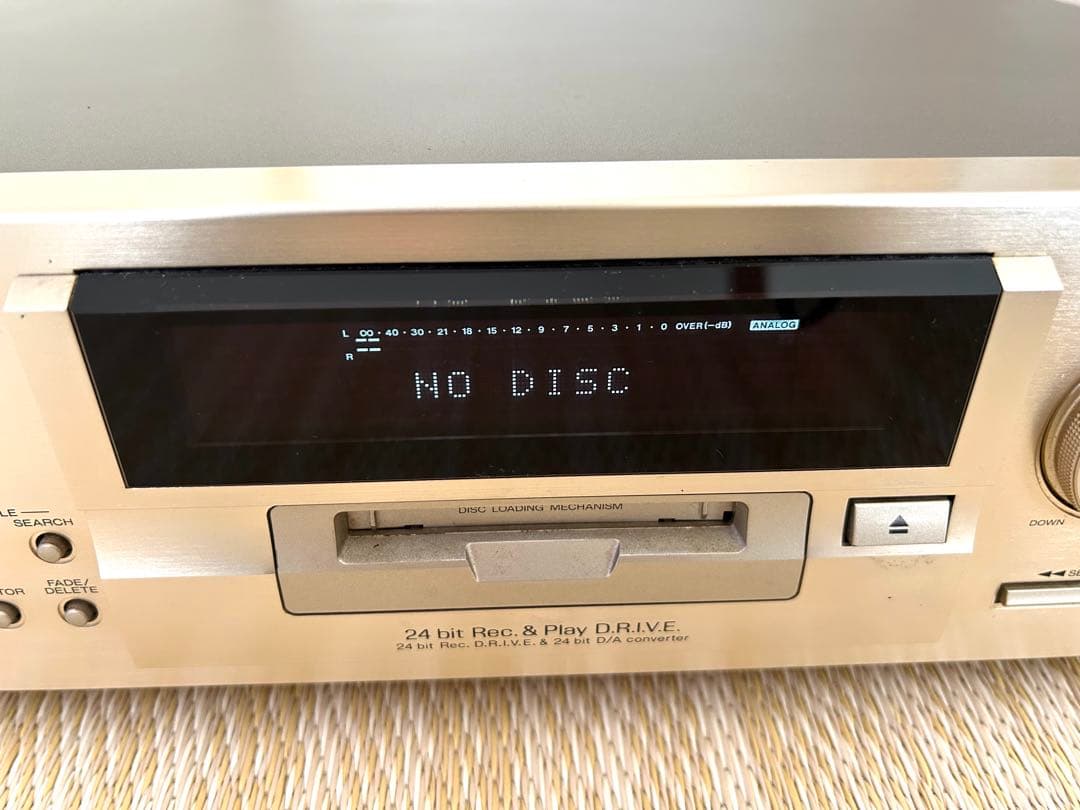 L ∞ · 40 · 30 · 21 · 18 · 15 · 12 · 9 · 7 · 5 · 3 · 1 · 0 OVER(−dB) ANALOG
R
NO DISC
DISC LOADING MECHANISM
LE
SEARCH
DOWN
TOR
FADE/
DELETE
◀◀ SE
24 bit Rec. & Play D.R.I.V.E.
24 bit Rec. D.R.I.V.E. & 24 bit D/A converter